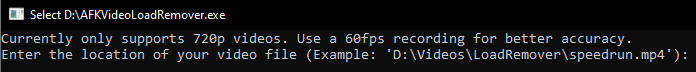 Select D:\AFKVideoLoadRemover.exe
Currently only supports 720p videos. Use a 60fps recording for better accuracy.
Enter the location of your video file (Example: 'D:\Videos\LoadRemover\speedrun.mp4'):